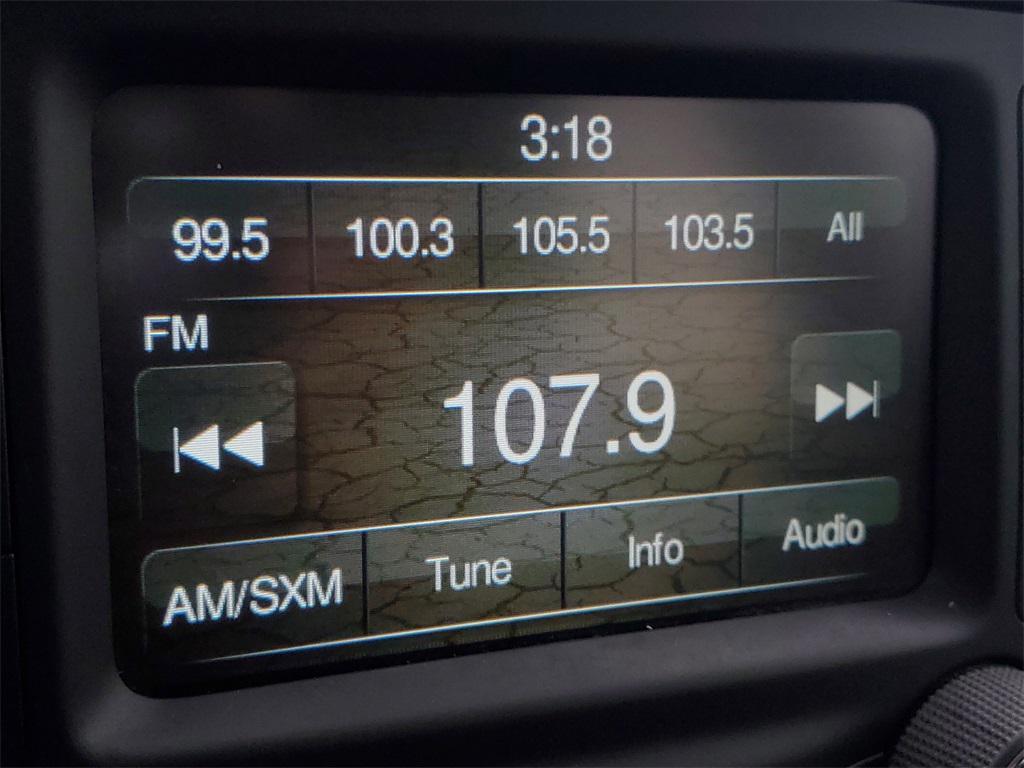 3:18
99.5 100.3 105.5 103.5 All
FM
107.9
AM/SXM Tune Info Audio